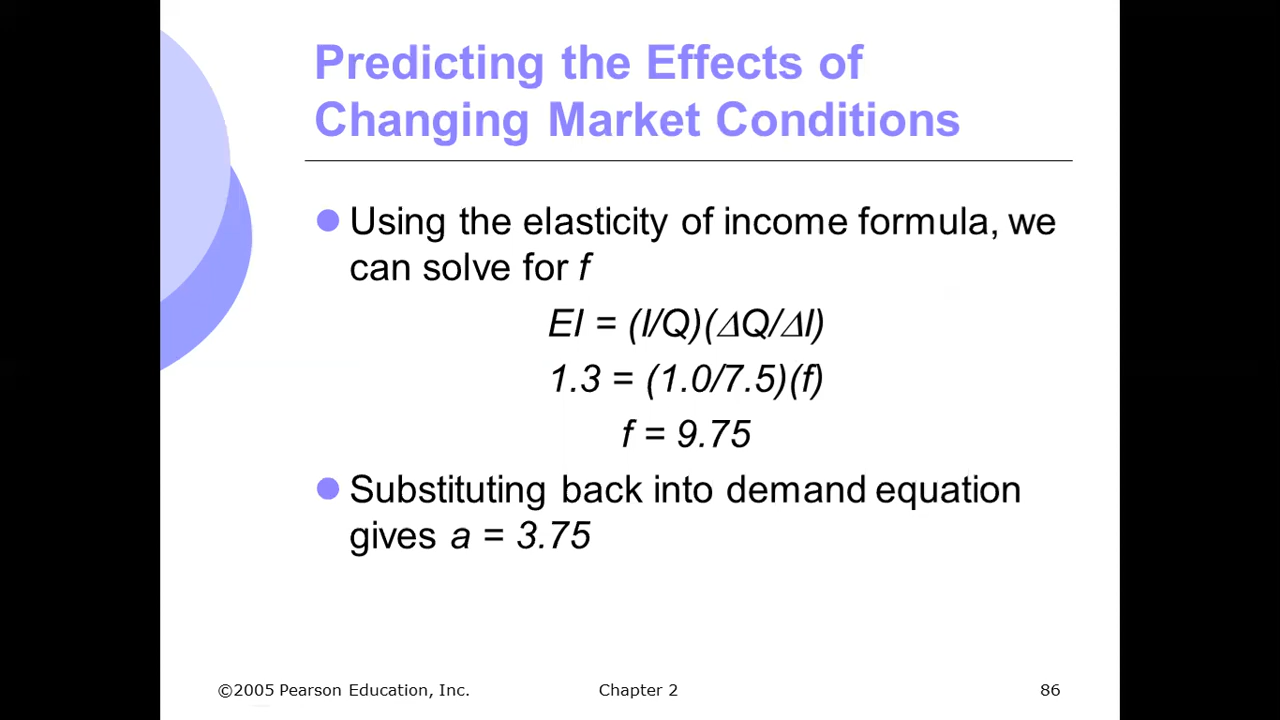 Predicting the Effects of
Changing Market Conditions
Using the elasticity of income formula, we
can solve for f
EI = (I/Q)(∆Q/∆I)
1.3 = (1.0/7.5)(f)
f = 9.75
Substituting back into demand equation
gives a = 3.75
©2005 Pearson Education, Inc.
Chapter 2
86